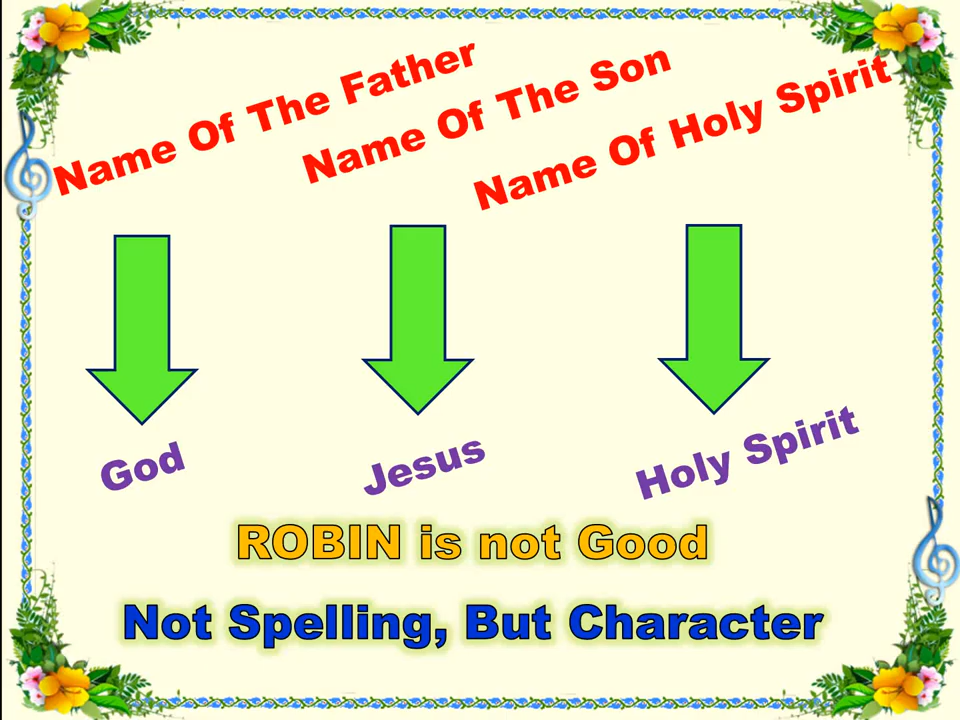 Name Of The Father
Name Of The Son
Name Of Holy Spirit
God
Jesus
Holy Spirit
ROBIN is not Good
Not Spelling, But Character